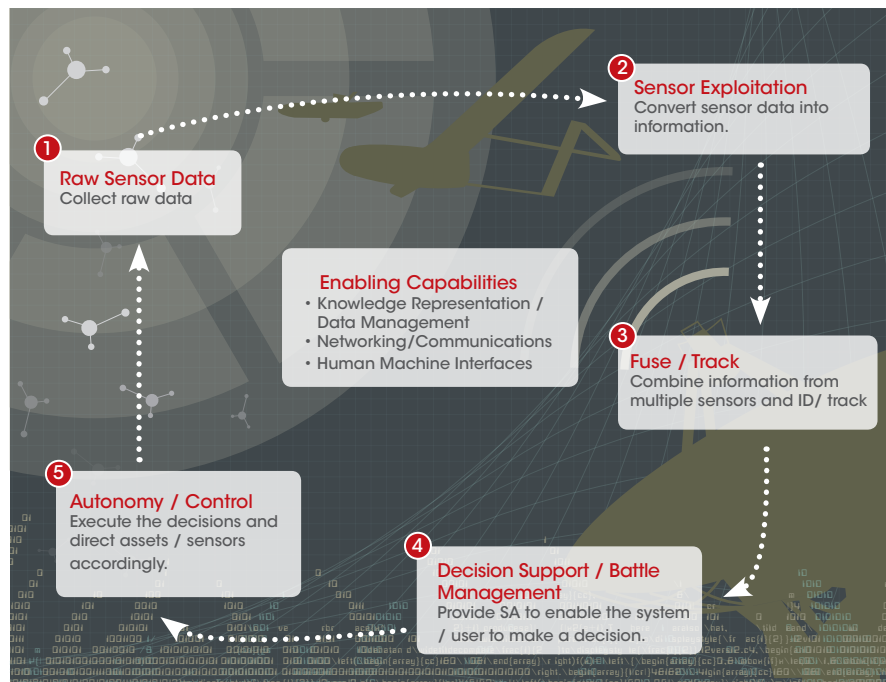 1
Raw Sensor Data
Collect raw data
2
Sensor Exploitation
Convert sensor data into
information.
Enabling Capabilities
• Knowledge Representation /
Data Management
• Networking/Communications
• Human Machine Interfaces
3
Fuse / Track
Combine information from
multiple sensors and ID/ track
4
Decision Support / Battle
Management
Provide SA to enable the system
/ user to make a decision.
5
Autonomy / Control
Execute the decisions and
direct assets / sensors
accordingly.